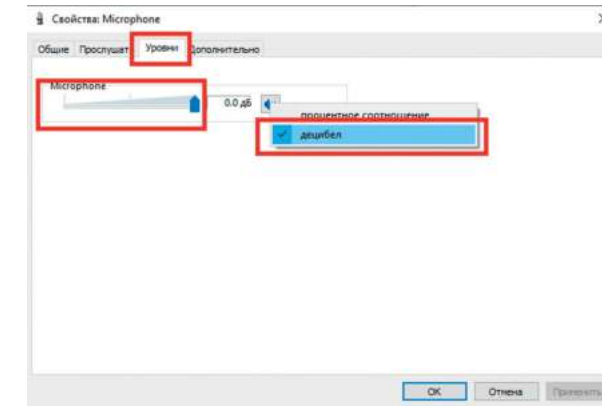 Свойства: Microphone
Общие Прослушат Уровни Дополнительно
Microphone
0.0 дБ
процентное соотношение
децибел
OK Отмена Применить